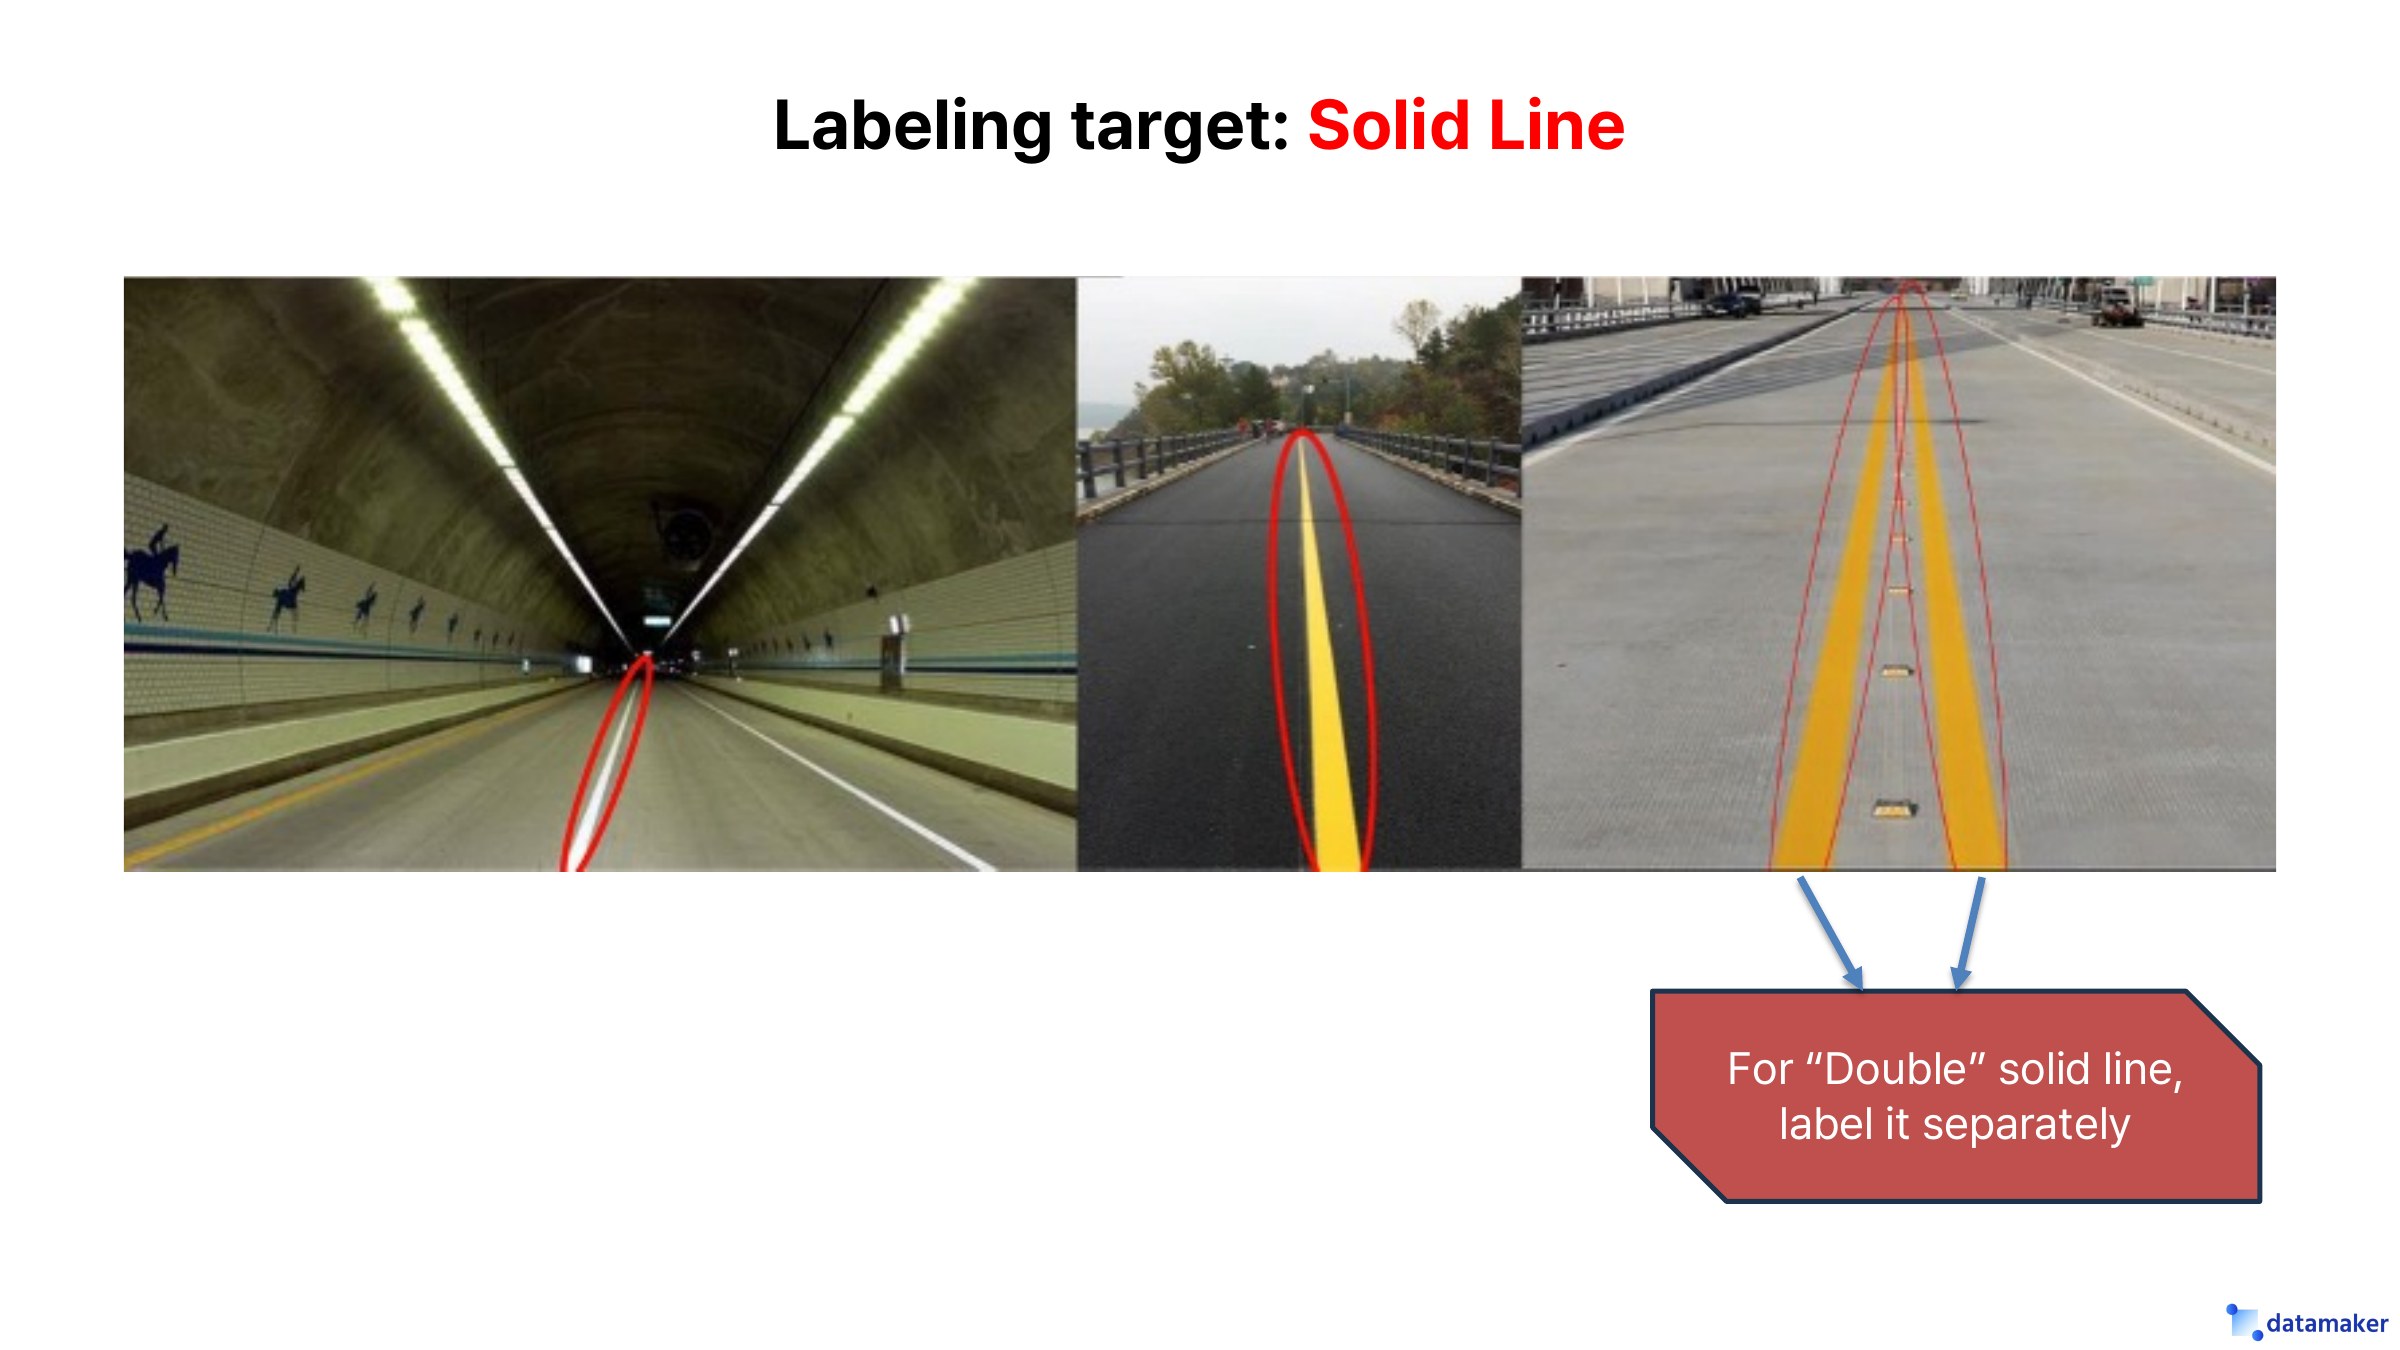 Labeling target: Solid Line
For “Double” solid line,
label it separately
datamaker